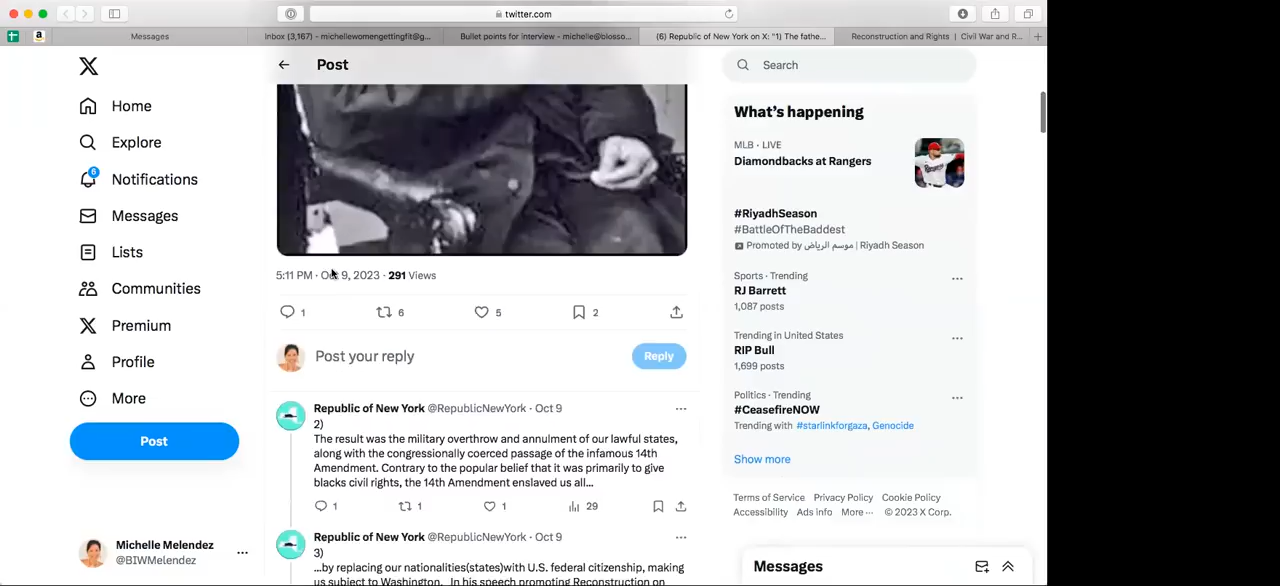 twitter.com
Messages
Inbox (3,167) - michellewomengettingfit@g...
Bullet points for interview - michelle@blosso...
(6) Republic of New York on X: "1) The fathe...
Reconstruction and Rights | Civil War and R...
Post
Search
Home
Explore
6
Notifications
Messages
Lists
Communities
Premium
Profile
More
Post
Michelle Melendez
@BIWMelendez
5:11 PM · Oct 9, 2023 · 291 Views
1 6 5 2
Post your reply
Reply
Republic of New York @RepublicNewYork · Oct 9
2)
The result was the military overthrow and annulment of our lawful states,
along with the congressionally coerced passage of the infamous 14th
Amendment. Contrary to the popular belief that it was primarily to give
blacks civil rights, the 14th Amendment enslaved us all...
1 1 1 29
Republic of New York @RepublicNewYork · Oct 9
3)
...by replacing our nationalities(states)with U.S. federal citizenship, making
us subject to Washington. In his speech promoting Reconstruction on
What's happening
MLB · LIVE
Diamondbacks at Rangers
#RiyadhSeason
#BattleOfTheBaddest
Promoted by موسم الرياض | Riyadh Season
Sports · Trending
RJ Barrett
1,087 posts
Trending in United States
RIP Bull
1,699 posts
Politics · Trending
#CeasefireNOW
Trending with #starlinkforgaza, Genocide
Show more
Terms of Service Privacy Policy Cookie Policy
Accessibility Ads info More ... © 2023 X Corp.
Messages